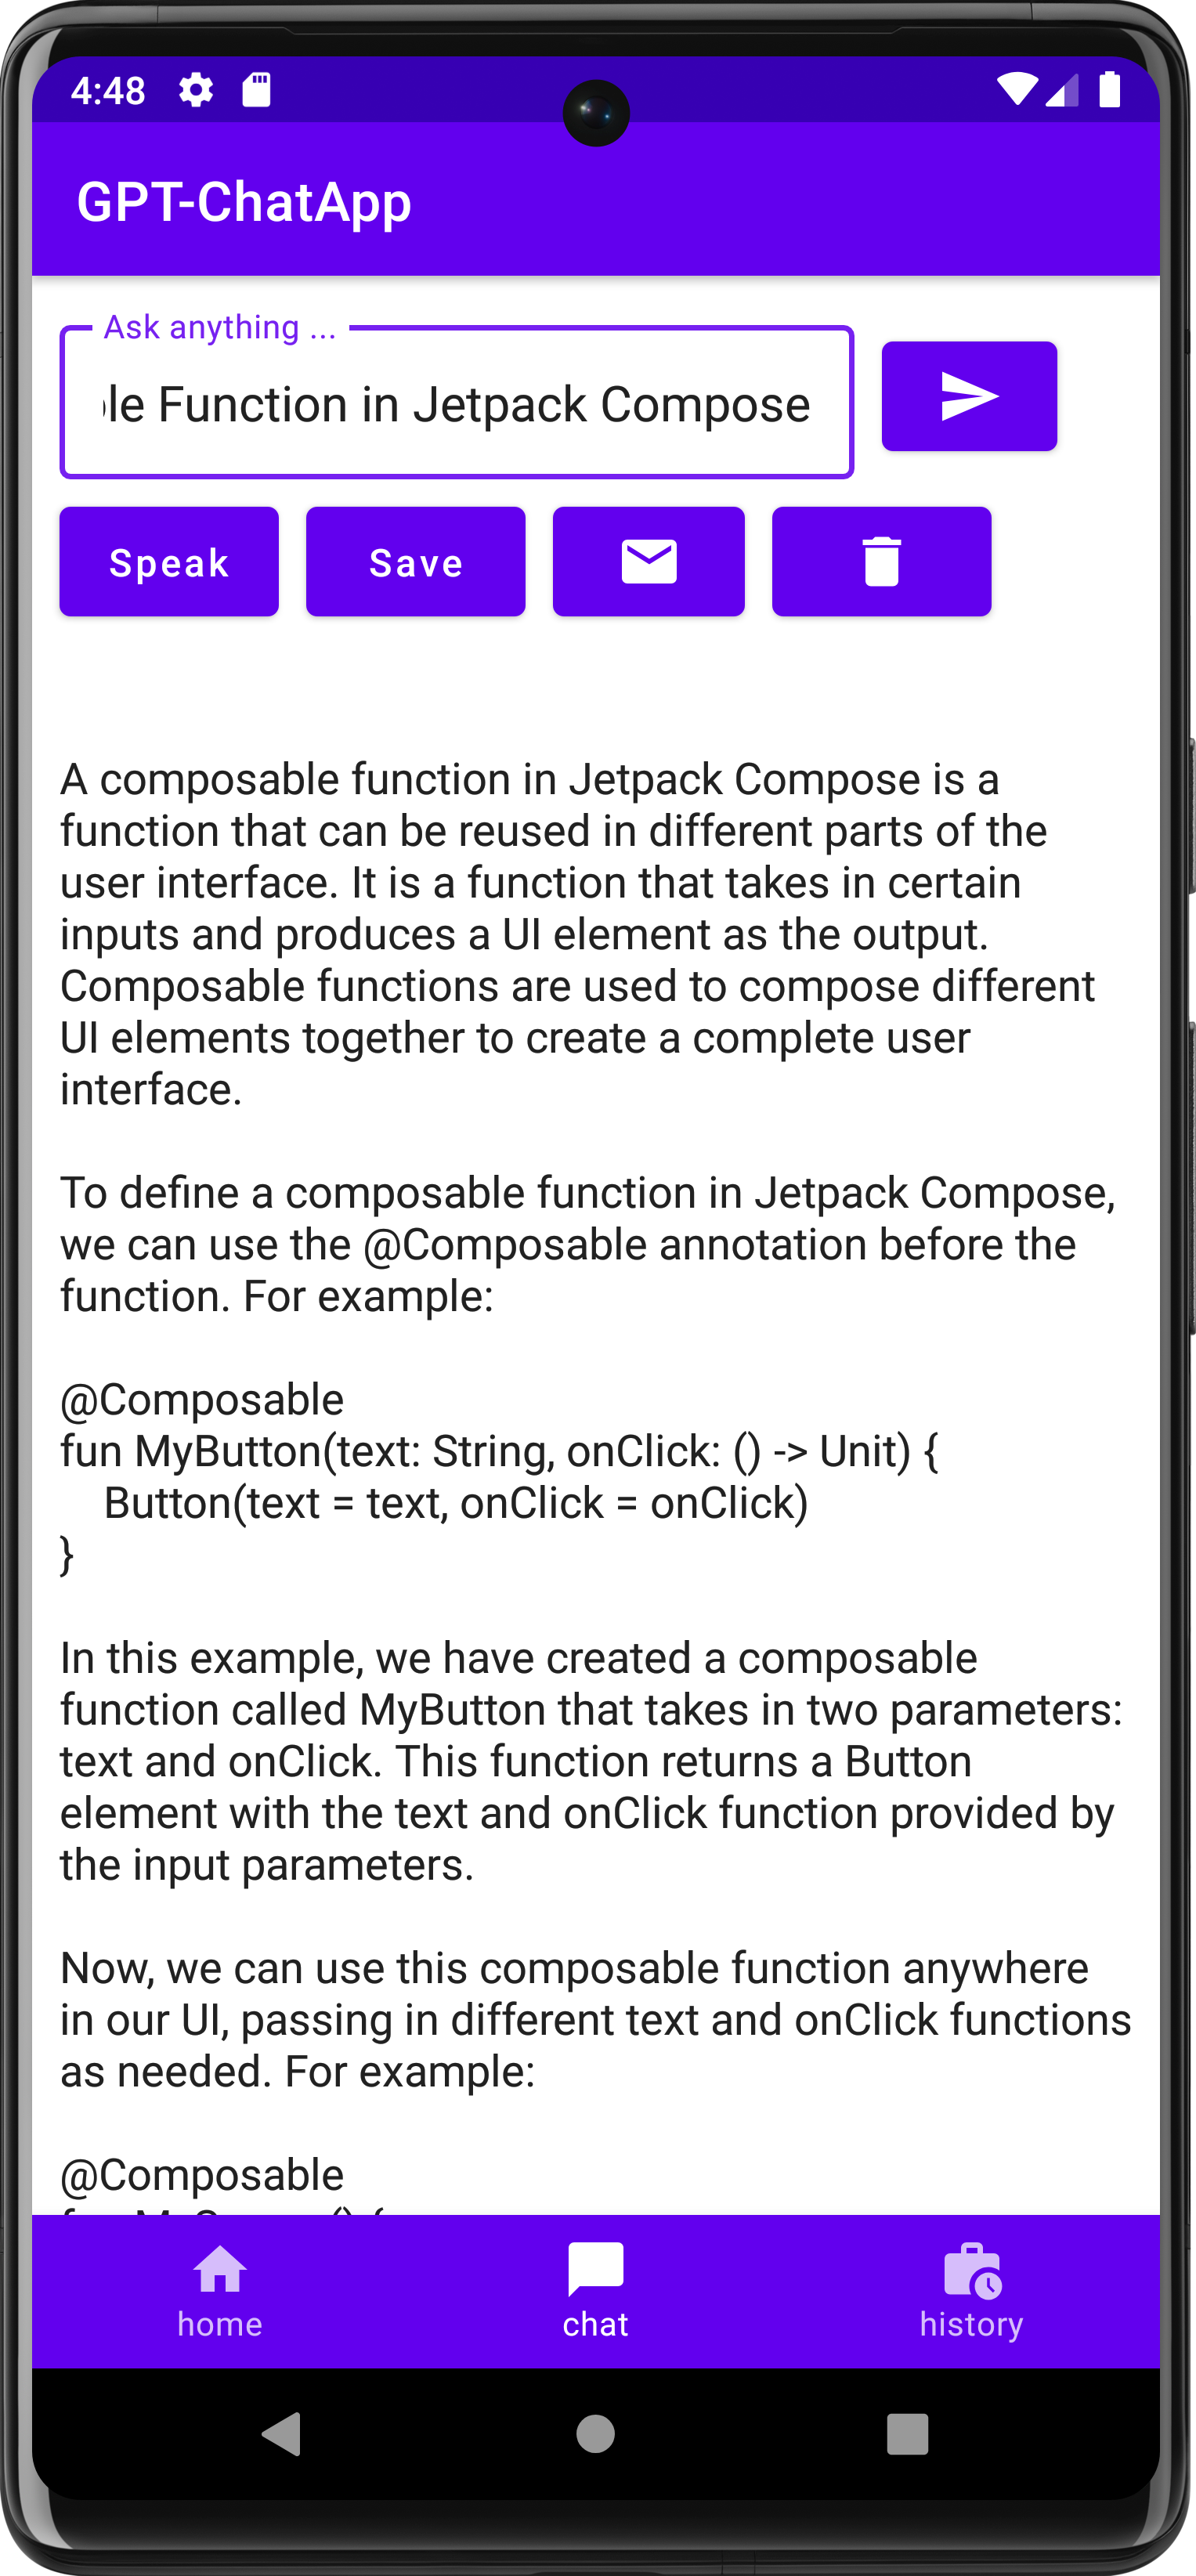 4:48
GPT-ChatApp
Ask anything ...
Function in Jetpack Compose
Speak
Save
A composable function in Jetpack Compose is a
function that can be reused in different parts of the
user interface. It is a function that takes in certain
inputs and produces a UI element as the output.
Composable functions are used to compose different
UI elements together to create a complete user
interface.
To define a composable function in Jetpack Compose,
we can use the @Composable annotation before the
function. For example:
@Composable
fun MyButton(text: String, onClick: () -> Unit) {
    Button(text = text, onClick = onClick)
}
In this example, we have created a composable
function called MyButton that takes in two parameters:
text and onClick. This function returns a Button
element with the text and onClick function provided by
the input parameters.
Now, we can use this composable function anywhere
in our UI, passing in different text and onClick functions
as needed. For example:
@Composable
home
chat
history